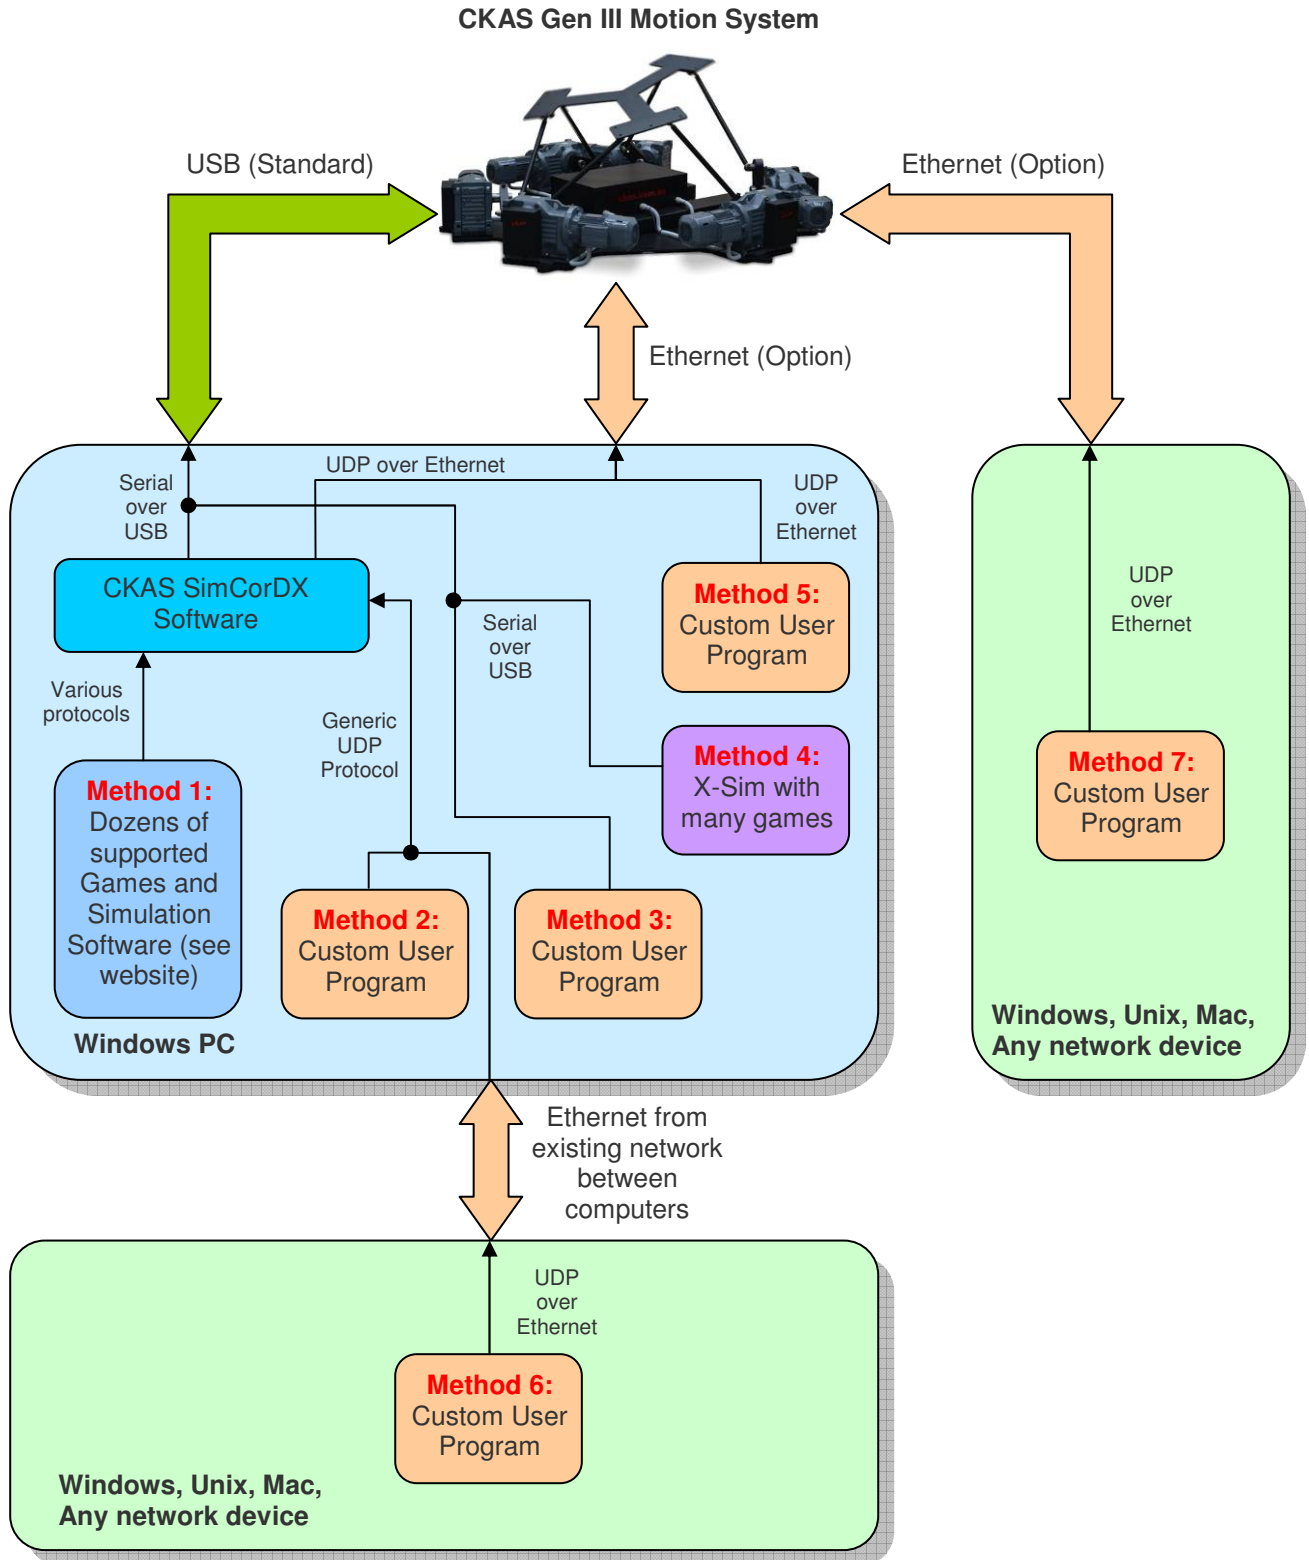 CKAS Gen III Motion System
USB (Standard)
Ethernet (Option)
Ethernet (Option)
UDP over Ethernet
Serial
over
USB
UDP
over
Ethernet
CKAS SimCorDX
Software
Method 5:
Custom User
Program
Serial
over
USB
UDP
over
Ethernet
Various
protocols
Generic
UDP
Protocol
Method 1:
Dozens of
supported
Games and
Simulation
Software (see
website)
Method 4:
X-Sim with
many games
Method 7:
Custom User
Program
Method 2:
Custom User
Program
Method 3:
Custom User
Program
Windows PC
Windows, Unix, Mac,
Any network device
Ethernet from
existing network
between
computers
UDP
over
Ethernet
Method 6:
Custom User
Program
Windows, Unix, Mac,
Any network device